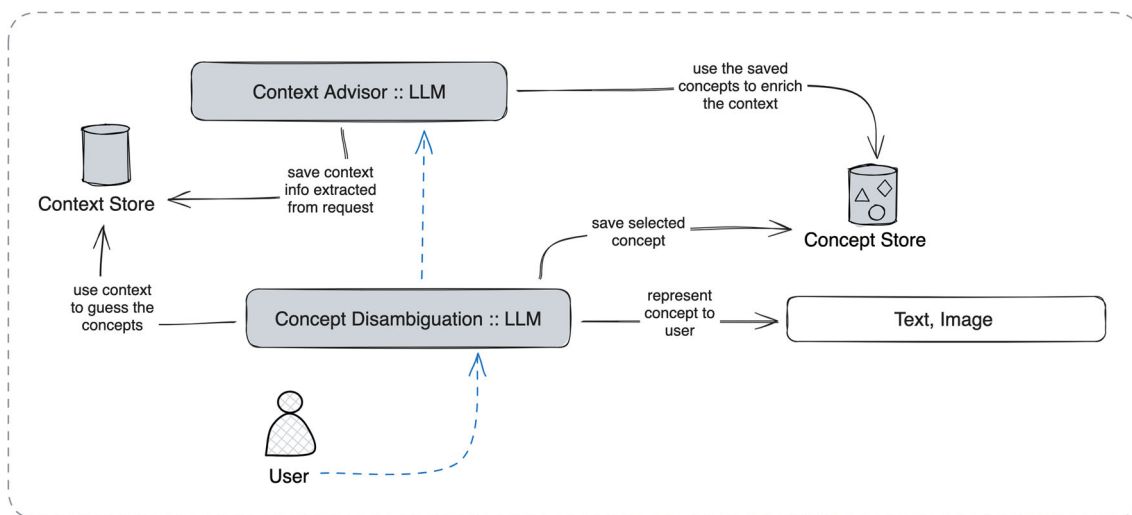 Context Advisor :: LLM
use the saved
concepts to enrich
the context
save context
info extracted
from request
Context Store
save selected
concept
Concept Store
use context
to guess the
concepts
Concept Disambiguation :: LLM
represent
concept to
user
Text, Image
User